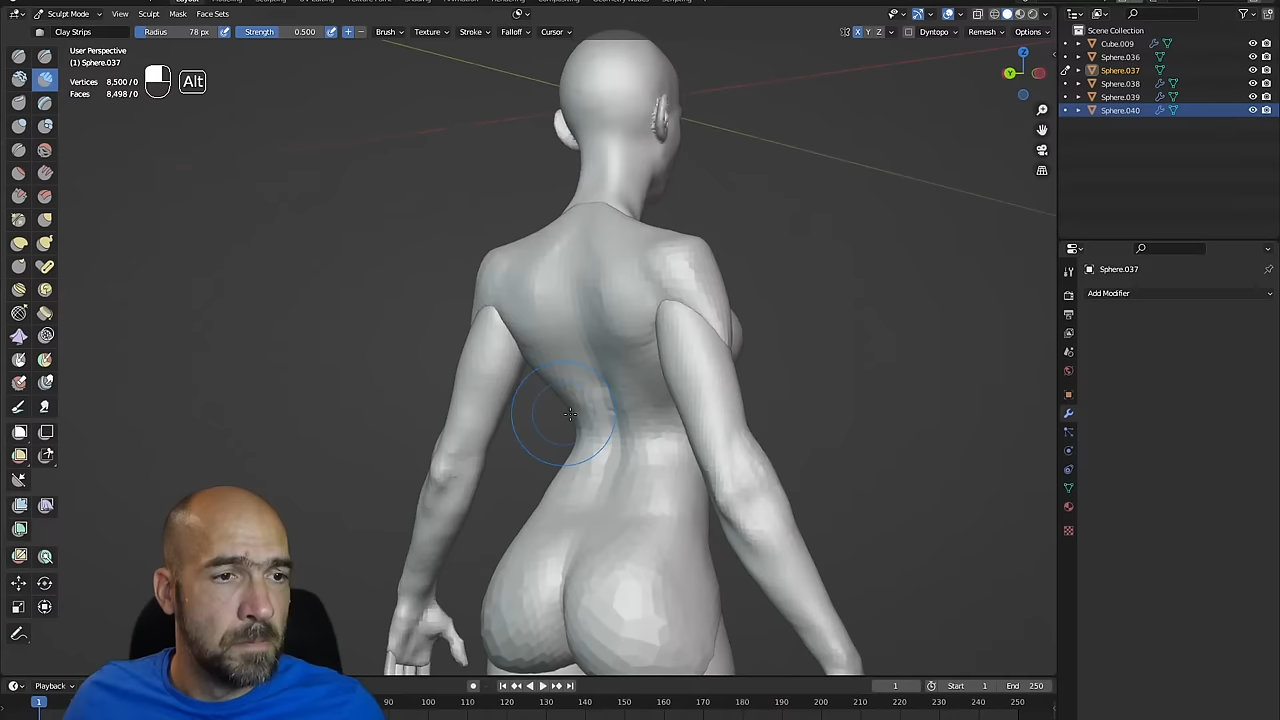 Sculpt Mode View Sculpt Mask Face Sets
Clay Strips Radius 78 px Strength 0.500 + − Brush Texture Stroke Falloff Cursor X Y Z Dyntopo Remesh Options
User Perspective
(1) Sphere.037
Vertices 8.500 / 0
Faces 8,498 / 0
Alt
Z
Y
Scene Collection
Cube.009
Sphere.036
Sphere.037
Sphere.038
Sphere.039
Sphere.040
Sphere.037
Add Modifier
Playback 1 Start 1 End 250
1 90 100 110 120 130 140 150 160 170 180 190 200 210 220 230 240 250